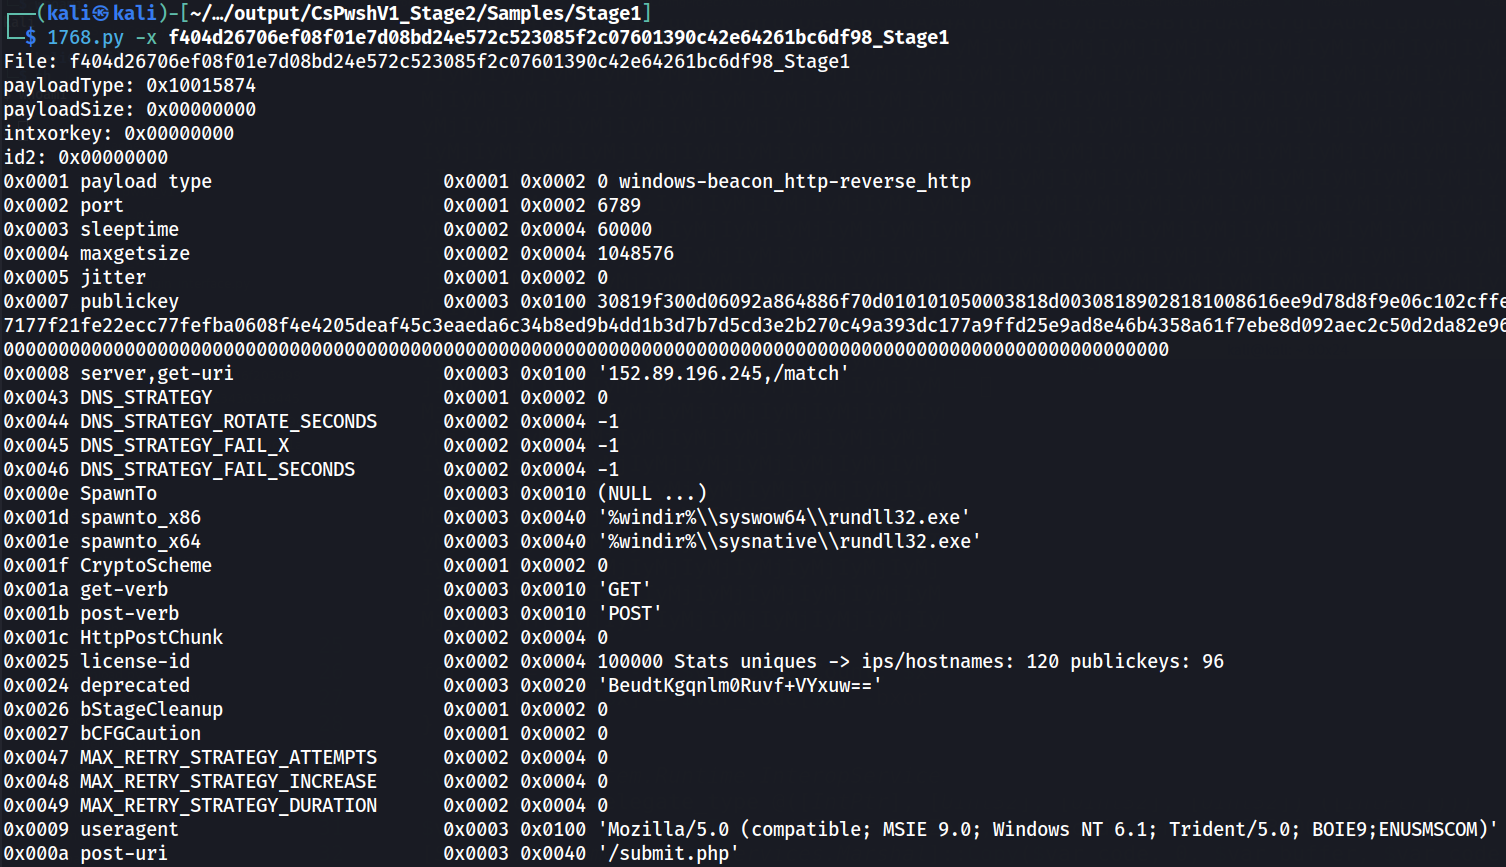 ┌──(kali㉿kali)-[~/…/output/CsPwshV1_Stage2/Samples/Stage1]
└─$ 1768.py -x f404d26706ef08f01e7d08bd24e572c523085f2c07601390c42e64261bc6df98_Stage1
File: f404d26706ef08f01e7d08bd24e572c523085f2c07601390c42e64261bc6df98_Stage1
payloadType: 0x10015874
payloadSize: 0x00000000
intxorkey: 0x00000000
id2: 0x00000000
0x0001 payload type 0x0001 0x0002 0 windows-beacon_http-reverse_http
0x0002 port 0x0001 0x0002 6789
0x0003 sleeptime 0x0002 0x0004 60000
0x0004 maxgetsize 0x0002 0x0004 1048576
0x0005 jitter 0x0001 0x0002 0
0x0007 publickey 0x0003 0x0100 30819f300d06092a864886f70d010101050003818d00308189028181008616ee9d78d8f9e06c102cffe
7177f21fe22ecc77fefba0608f4e4205deaf45c3eaeda6c34b8ed9b4dd1b3d7b7d5cd3e2b270c49a393dc177a9ffd25e9ad8e46b4358a61f7ebe8d092aec2c50d2da82e96
0000000000000000000000000000000000000000000000000000000000000000000000000000000000000000000000000000000000
0x0008 server,get-uri 0x0003 0x0100 '152.89.196.245,/match'
0x0043 DNS_STRATEGY 0x0001 0x0002 0
0x0044 DNS_STRATEGY_ROTATE_SECONDS 0x0002 0x0004 -1
0x0045 DNS_STRATEGY_FAIL_X 0x0002 0x0004 -1
0x0046 DNS_STRATEGY_FAIL_SECONDS 0x0002 0x0004 -1
0x000e SpawnTo 0x0003 0x0010 (NULL ...)
0x001d spawnto_x86 0x0003 0x0040 '%windir%\\syswow64\\rundll32.exe'
0x001e spawnto_x64 0x0003 0x0040 '%windir%\\sysnative\\rundll32.exe'
0x001f CryptoScheme 0x0001 0x0002 0
0x001a get-verb 0x0003 0x0010 'GET'
0x001b post-verb 0x0003 0x0010 'POST'
0x001c HttpPostChunk 0x0002 0x0004 0
0x0025 license-id 0x0002 0x0004 100000 Stats uniques -> ips/hostnames: 120 publickeys: 96
0x0024 deprecated 0x0003 0x0020 'BeudtKgqnlm0Ruvf+VYxuw=='
0x0026 bStageCleanup 0x0001 0x0002 0
0x0027 bCFGCaution 0x0001 0x0002 0
0x0047 MAX_RETRY_STRATEGY_ATTEMPTS 0x0002 0x0004 0
0x0048 MAX_RETRY_STRATEGY_INCREASE 0x0002 0x0004 0
0x0049 MAX_RETRY_STRATEGY_DURATION 0x0002 0x0004 0
0x0009 useragent 0x0003 0x0100 'Mozilla/5.0 (compatible; MSIE 9.0; Windows NT 6.1; Trident/5.0; BOIE9;ENUSMSCOM)'
0x000a post-uri 0x0003 0x0040 '/submit.php'